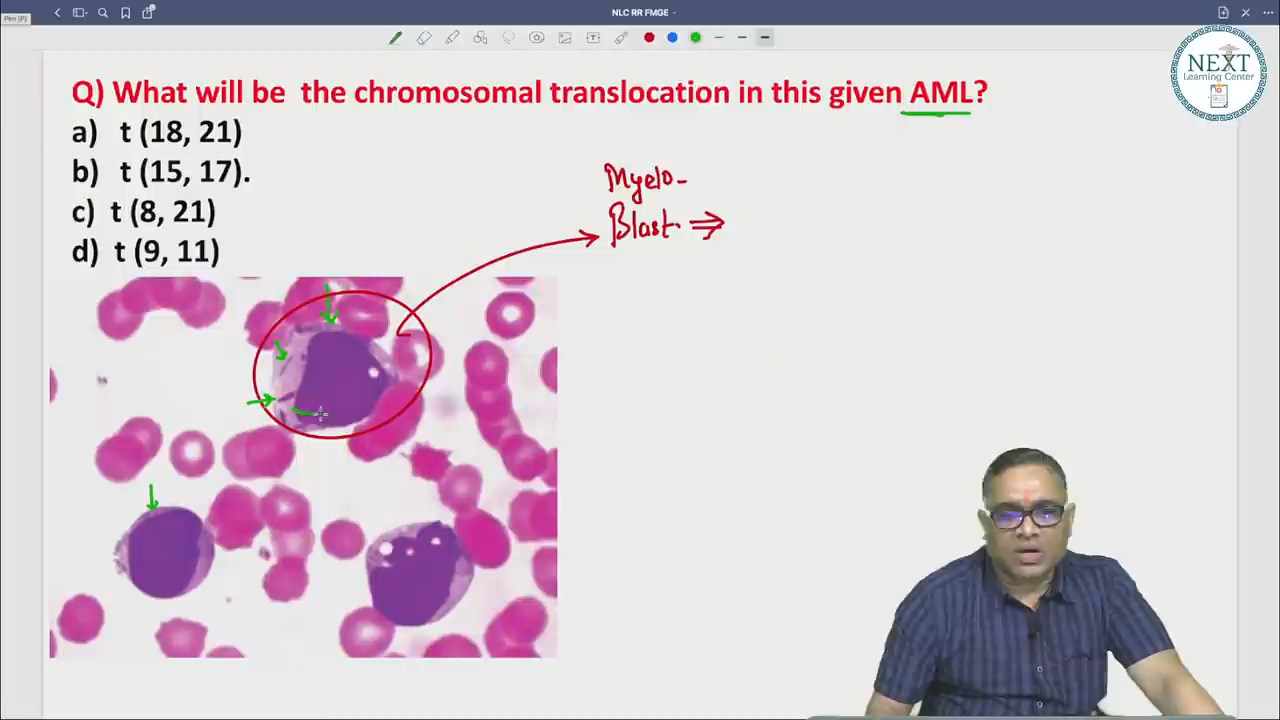 Pen (P)
NLC RR FMGE
NEXT
Learning Center
Q) What will be the chromosomal translocation in this given AML?
a) t (18, 21)
b) t (15, 17).
c) t (8, 21)
d) t (9, 11)
Myelo-
Blast. ⇒